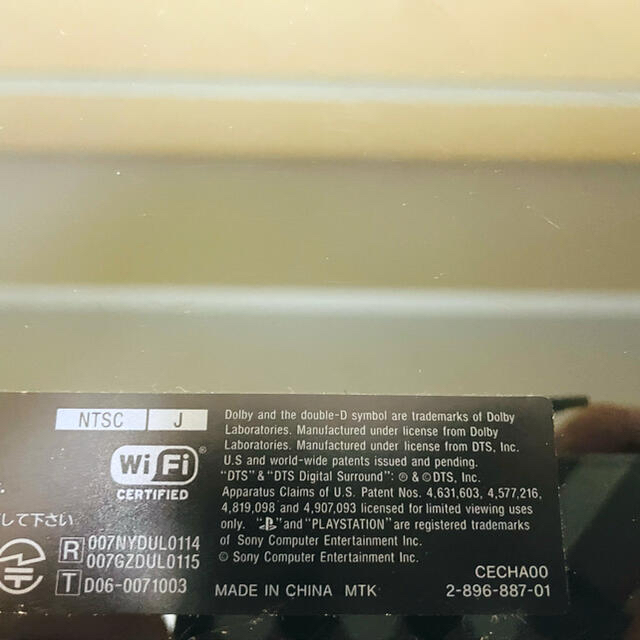 NTSC J
Dolby and the double-D symbol are trademarks of Dolby
Laboratories. Manufactured under license from Dolby
Laboratories. Manufactured under license from DTS, Inc.
U.S and world-wide patents issued and pending.
"DTS" & "DTS Digital Surround": ® & © DTS, Inc.
Apparatus Claims of U.S. Patent Nos. 4,631,603, 4,577,216,
4,819,098 and 4,907,093 licensed for limited viewing uses
only. " " and "PLAYSTATION" are registered trademarks
of Sony Computer Entertainment Inc.
© Sony Computer Entertainment Inc.
Wi Fi ®
CERTIFIED
して下さい
R 007NYDUL0114
007GZDUL0115
T D06-0071003
MADE IN CHINA MTK
CECHA00
2-896-887-01